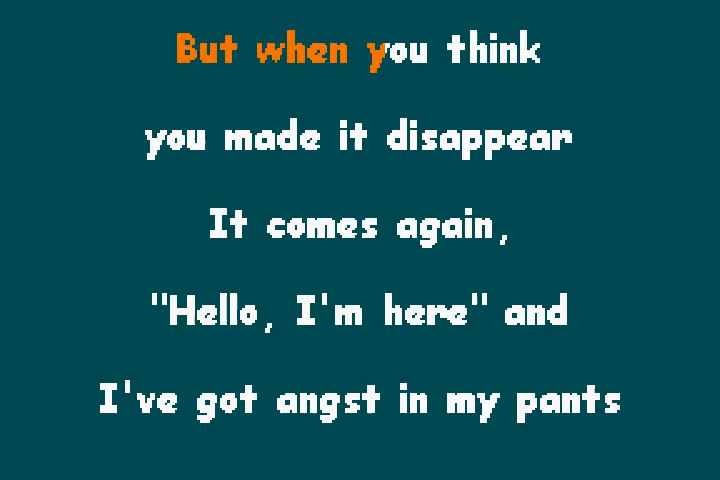 But when you think
you made it disappear
It comes again,
"Hello, I'm here" and
I've got angst in my pants